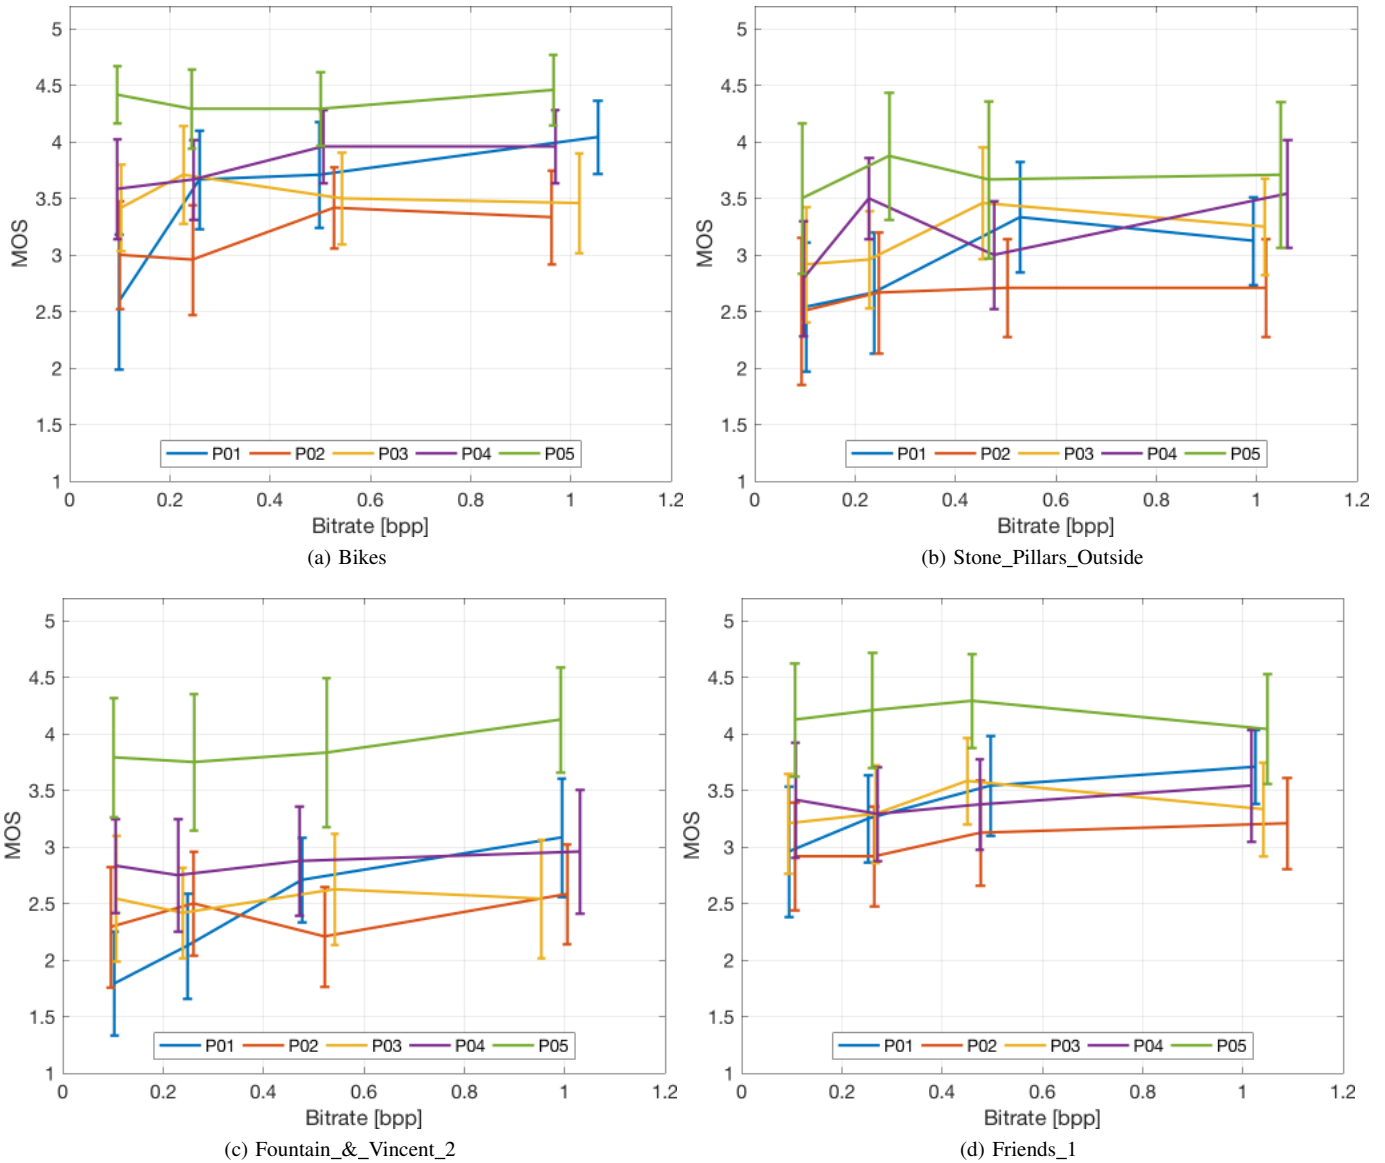 5
4.5
4
3.5
3
2.5
2
1.5
1
MOS
P01 P02 P03 P04 P05
0 0.2 0.4 0.6 0.8 1 1.2
Bitrate [bpp]
(a) Bikes
5
4.5
4
3.5
3
2.5
2
1.5
1
MOS
P01 P02 P03 P04 P05
0 0.2 0.4 0.6 0.8 1 1.2
Bitrate [bpp]
(b) Stone_Pillars_Outside
5
4.5
4
3.5
3
2.5
2
1.5
1
MOS
P01 P02 P03 P04 P05
0 0.2 0.4 0.6 0.8 1 1.2
Bitrate [bpp]
(c) Fountain_&_Vincent_2
5
4.5
4
3.5
3
2.5
2
1.5
1
MOS
P01 P02 P03 P04 P05
0 0.2 0.4 0.6 0.8 1 1.2
Bitrate [bpp]
(d) Friends_1